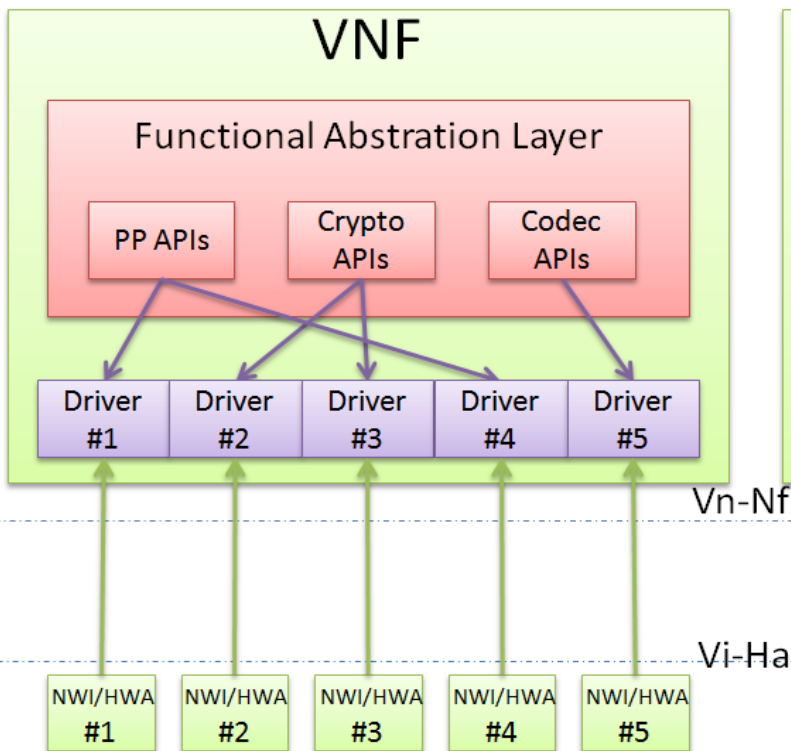 VNF
Functional Abstration Layer
PP APIs
Crypto
APIs
Codec
APIs
Driver
#1
Driver
#2
Driver
#3
Driver
#4
Driver
#5
Vn-Nf
Vi-Ha
NWI/HWA
#1
NWI/HWA
#2
NWI/HWA
#3
NWI/HWA
#4
NWI/HWA
#5